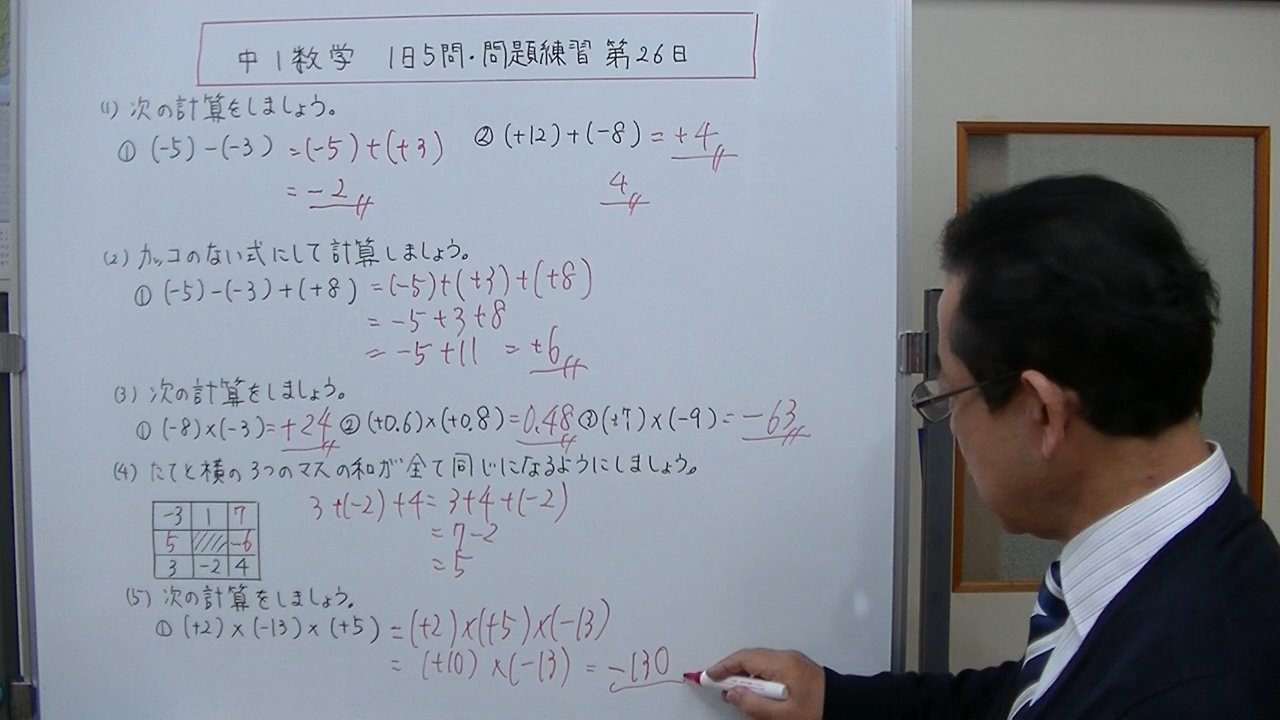 中1数学 1日5問・問題練習 第26日
(1) 次の計算をしましょう。
① (-5)-(-3) =(-5)+(+3) ② (+12)+(-8) = +4
= -2 4
(2) カッコのない式にして計算しましょう。
① (-5)-(-3)+(+8) =(-5)+(+3)+(+8)
= -5+3+8
= -5+11 = +6
(3) 次の計算をしましょう。
① (-8)×(-3)=+24 ② (+0.6)×(+0.8)=0.48 ③ (+7)×(-9)= -63
(4) たてと横の3つのマスの和が全て同じになるようにしましょう。
-3 1 7 3+(-2)+4= 3+4+(-2)
5 -6 = 7-2
3 -2 4 = 5
(5) 次の計算をしましょう。
① (+2)×(-13)×(+5) =(+2)×(+5)×(-13)
= (+10)×(-13) = -130